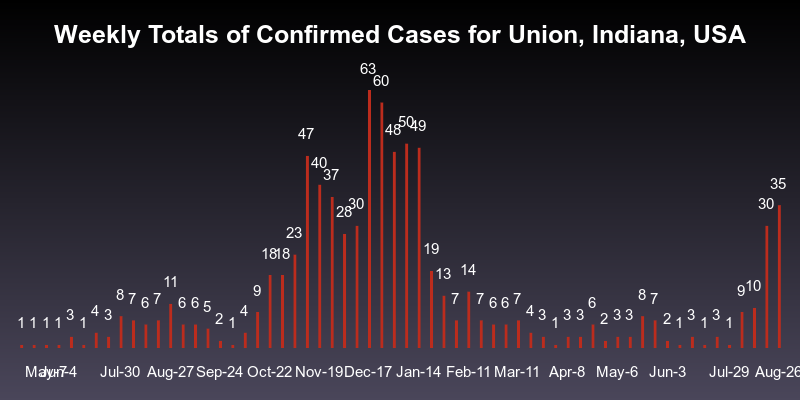 Weekly Totals of Confirmed Cases for Union, Indiana, USA
1 1 1 1 3 1 4 3 8 7 6 7 11 6 6 5 2 1 4 9 18 18 23 47 40 37 28 30 63 60 48 50 49 19 13 7 14 7 6 6 7 4 3 1 3 3 6 2 3 3 8 7 2 1 3 1 3 1 9 10 30 35
May-7 Jun-4 Jul-30 Aug-27 Sep-24 Oct-22 Nov-19 Dec-17 Jan-14 Feb-11 Mar-11 Apr-8 May-6 Jun-3 Jul-29 Aug-26